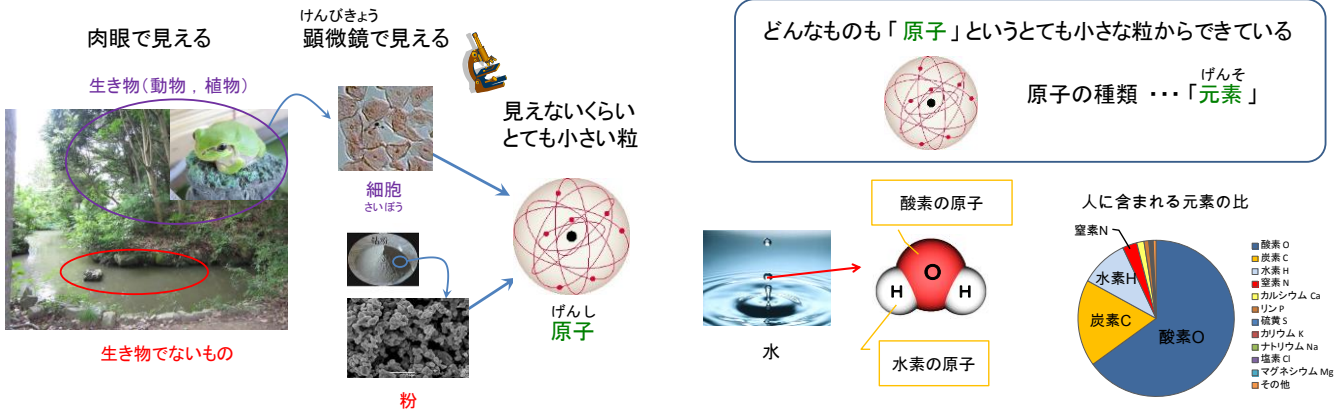 肉眼で見える
けんびきょう
顕微鏡で見える
生き物(動物 , 植物)
見えないくらい
とても小さい粒
細胞
さいぼう
げんし
原子
生き物でないもの
粉
どんなものも「 原子 」というとても小さな粒からできている
げんそ
原子の種類 ・・・「元素 」
酸素の原子
O
H
H
水
水素の原子
人に含まれる元素の比
窒素N
水素H
炭素C
酸素O
酸素 O
炭素 C
水素 H
窒素 N
カルシウム Ca
リン P
硫黄 S
カリウム K
ナトリウム Na
塩素 Cl
マグネシウム Mg
その他